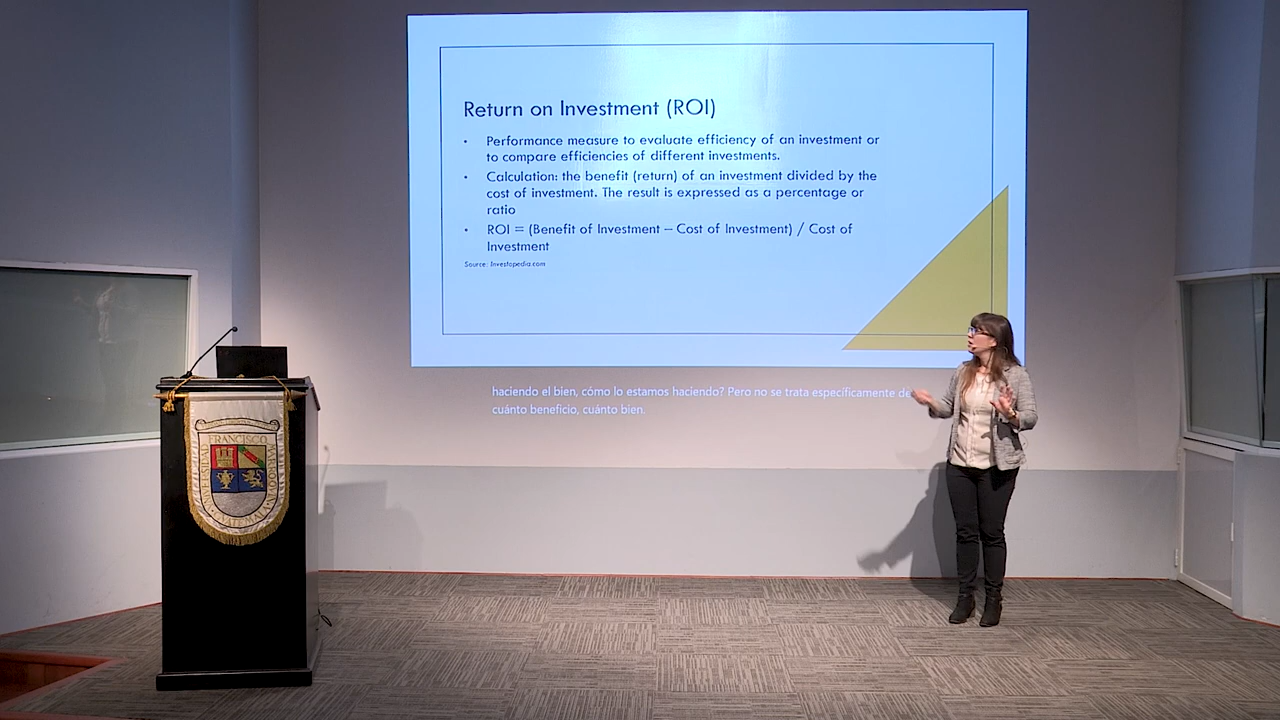 Return on Investment (ROI)
• Performance measure to evaluate efficiency of an investment or
to compare efficiencies of different investments.
• Calculation: the benefit (return) of an investment divided by the
cost of investment. The result is expressed as a percentage or
ratio
• ROI = (Benefit of Investment – Cost of Investment) / Cost of
Investment
Source: Investopedia.com
haciendo el bien, cómo lo estamos haciendo? Pero no se trata específicamente de
cuánto beneficio, cuánto bien.
UNIVERSIDAD FRANCISCO MARROQUIN
GUATEMALA